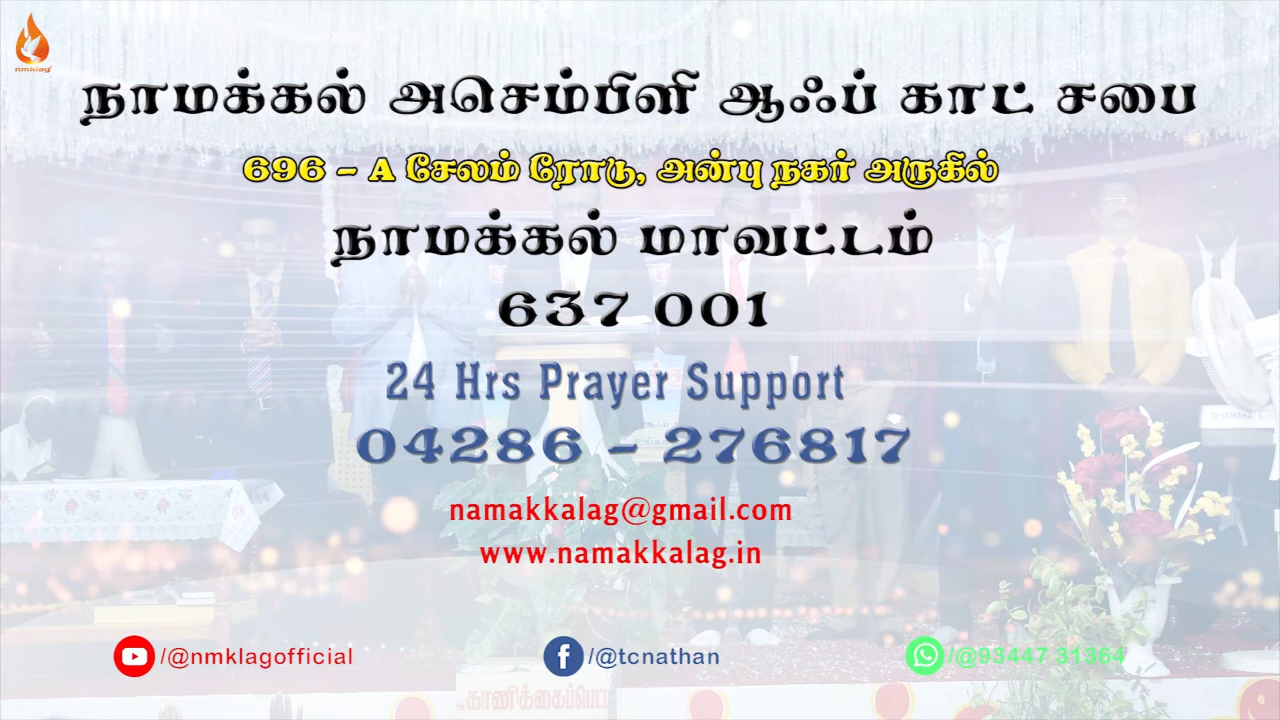 nmklag
நாமக்கல் அசெம்பிளி ஆஃப் காட் சபை
696 - A சேலம் ரோடு, அன்பு நகர் அருகில்
நாமக்கல் மாவட்டம்
637 001
24 Hrs Prayer Support
04286 - 276817
namakkalag@gmail.com
www.namakkalag.in
/@nmklagofficial
/@tcnathan
/@93447 31364
YAMAHA
காணிக்கைப்பெட